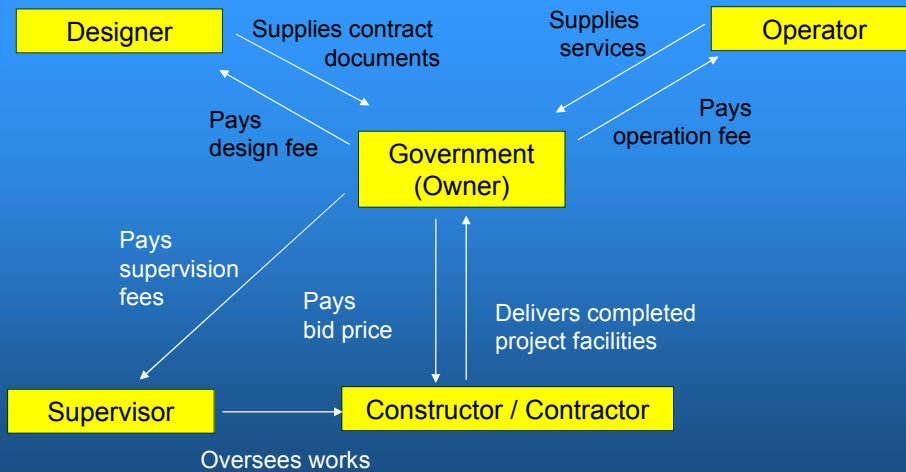 Designer
Supplies contract
documents
Supplies
services
Operator
Pays
design fee
Government
(Owner)
Pays
operation fee
Pays
supervision
fees
Pays
bid price
Delivers completed
project facilities
Supervisor
Constructor / Contractor
Oversees works